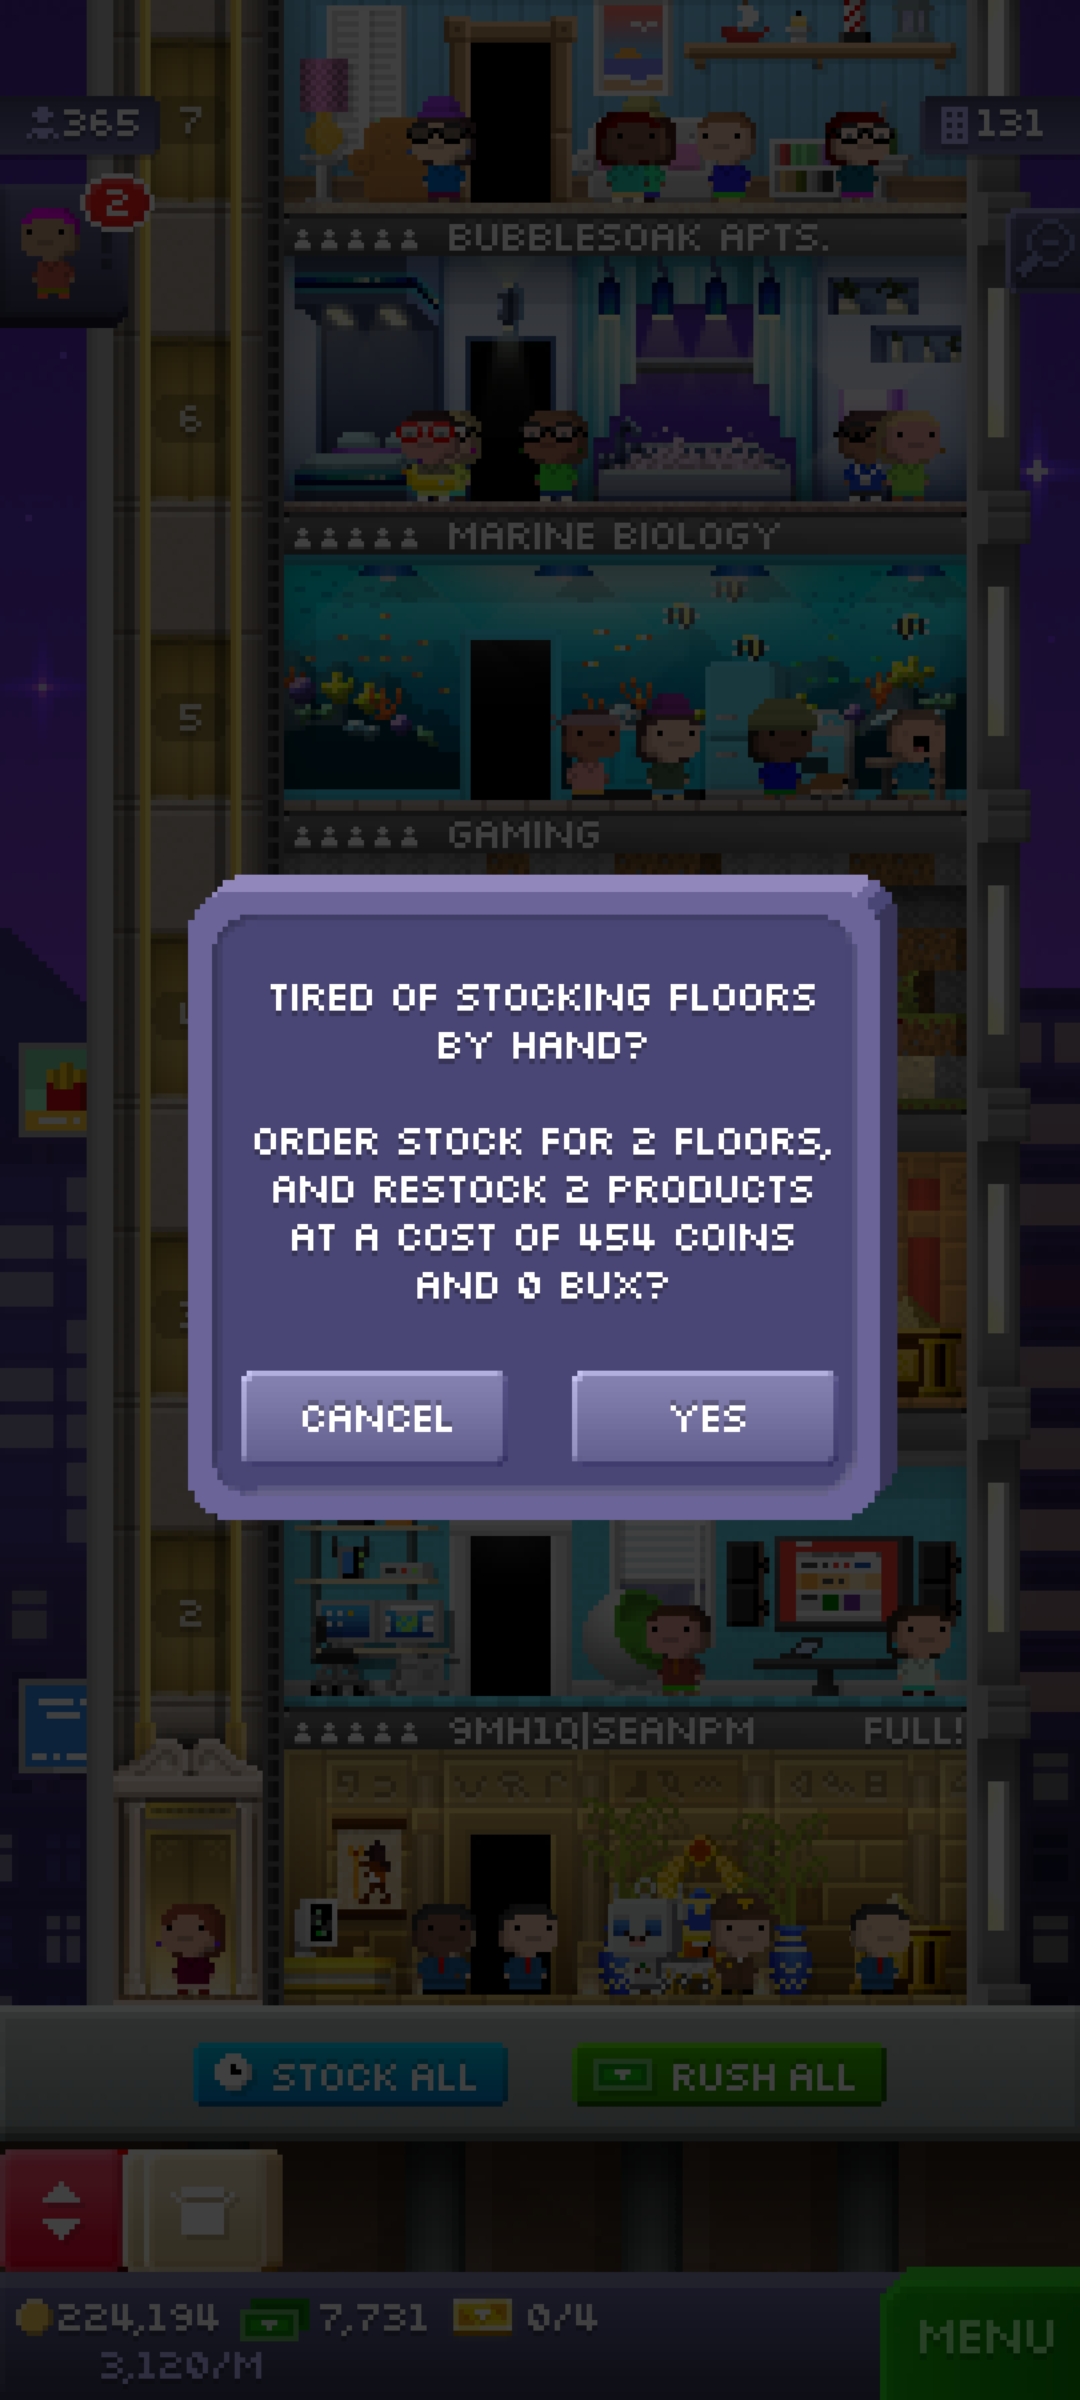 365
7
131
2
BUBBLESOAK APTS.
6
MARINE BIOLOGY
5
GAMING
TIRED OF STOCKING FLOORS
BY HAND?
ORDER STOCK FOR 2 FLOORS,
AND RESTOCK 2 PRODUCTS
AT A COST OF 454 COINS
AND 0 BUX?
CANCEL
YES
2
9MH1Q|SEANPM
FULL!
STOCK ALL
RUSH ALL
224,194
7,731
0/4
3,120/M
MENU